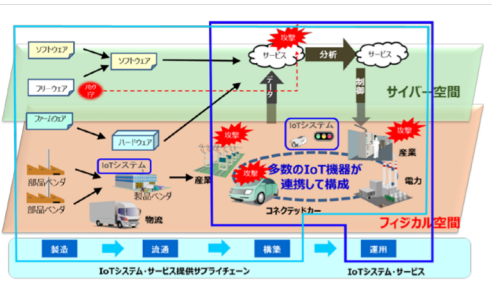 ソフトウェア
ソフトウェア
フリーウェア
バックドア
ファームウェア
ハードウェア
攻撃
サービス
分析
サービス
データ
制御
サイバー空間
IoTシステム
部品ベンダ
部品ベンダ
製品ベンダ
物流
産業
攻撃
攻撃
IoTシステム
多数のIoT機器が
連携して構成
コネクテッドカー
攻撃
産業
電力
フィジカル空間
製造
流通
構築
運用
IoTシステム・サービス提供サプライチェーン
IoTシステム・サービス